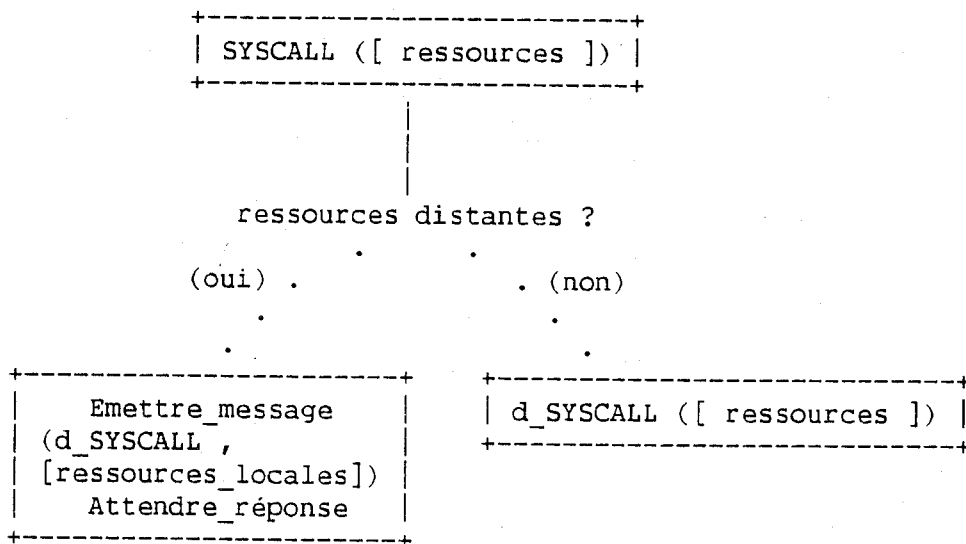 SYSCALL ([ ressources ])
ressources distantes ?
(oui) (non)
Emettre_message
(d_SYSCALL ,
[ressources_locales])
Attendre_réponse
d_SYSCALL ([ ressources ])